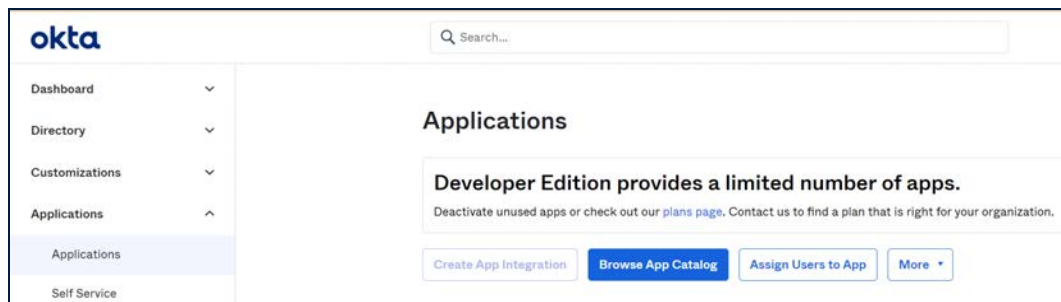 okta
Search...
Dashboard
Directory
Customizations
Applications
Applications
Self Service
Applications
Developer Edition provides a limited number of apps.
Deactivate unused apps or check out our plans page. Contact us to find a plan that is right for your organization.
Create App Integration
Browse App Catalog
Assign Users to App
More